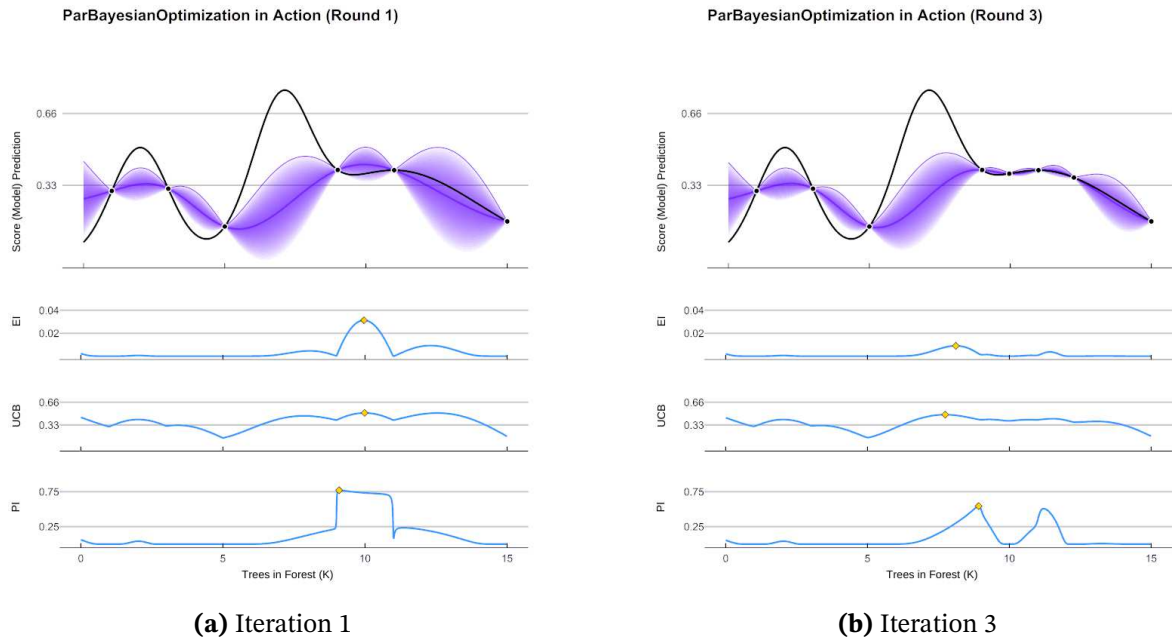 ParBayesianOptimization in Action (Round 1)
Score (Model) Prediction
0.66
0.33
EI
0.04
0.02
UCB
0.66
0.33
PI
0.75
0.25
0 5 10 15
Trees in Forest (K)
(a) Iteration 1
ParBayesianOptimization in Action (Round 3)
Score (Model) Prediction
0.66
0.33
EI
0.04
0.02
UCB
0.66
0.33
PI
0.75
0.25
0 5 10 15
Trees in Forest (K)
(b) Iteration 3